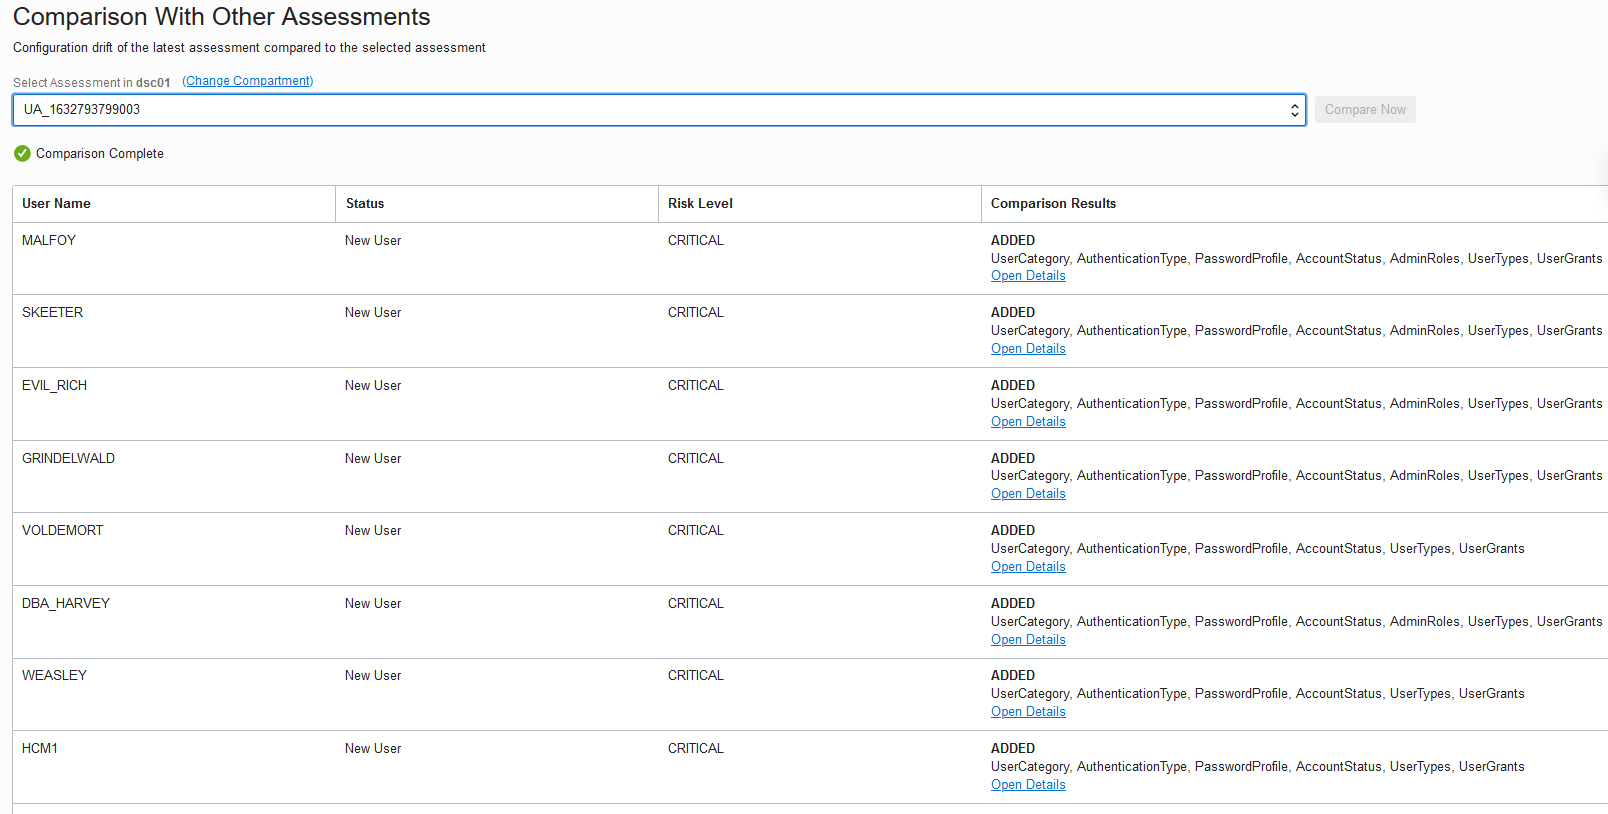 Comparison With Other Assessments
Configuration drift of the latest assessment compared to the selected assessment
Select Assessment in dsc01 (Change Compartment)
UA_1632793799003 Compare Now
Comparison Complete
User Name Status Risk Level Comparison Results
MALFOY New User CRITICAL ADDED
UserCategory, AuthenticationType, PasswordProfile, AccountStatus, AdminRoles, UserTypes, UserGrants
Open Details
SKEETER New User CRITICAL ADDED
UserCategory, AuthenticationType, PasswordProfile, AccountStatus, AdminRoles, UserTypes, UserGrants
Open Details
EVIL_RICH New User CRITICAL ADDED
UserCategory, AuthenticationType, PasswordProfile, AccountStatus, AdminRoles, UserTypes, UserGrants
Open Details
GRINDELWALD New User CRITICAL ADDED
UserCategory, AuthenticationType, PasswordProfile, AccountStatus, AdminRoles, UserTypes, UserGrants
Open Details
VOLDEMORT New User CRITICAL ADDED
UserCategory, AuthenticationType, PasswordProfile, AccountStatus, UserTypes, UserGrants
Open Details
DBA_HARVEY New User CRITICAL ADDED
UserCategory, AuthenticationType, PasswordProfile, AccountStatus, AdminRoles, UserTypes, UserGrants
Open Details
WEASLEY New User CRITICAL ADDED
UserCategory, AuthenticationType, PasswordProfile, AccountStatus, UserTypes, UserGrants
Open Details
HCM1 New User CRITICAL ADDED
UserCategory, AuthenticationType, PasswordProfile, AccountStatus, UserTypes, UserGrants
Open Details